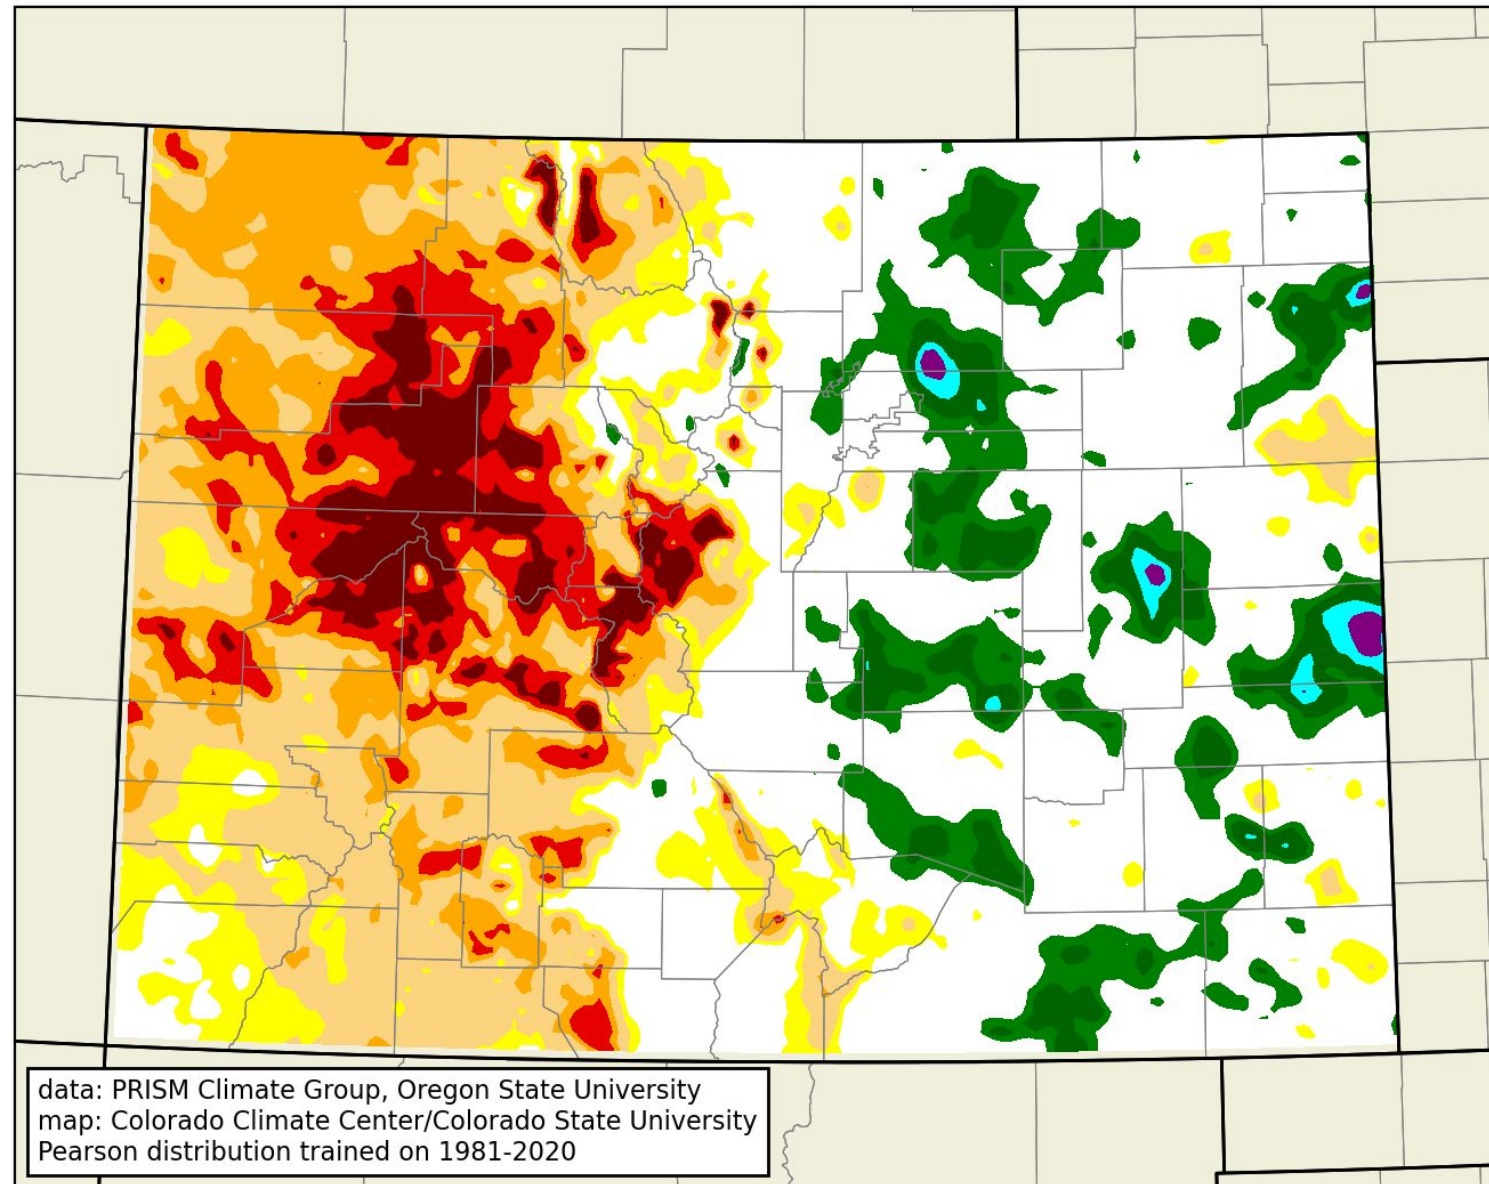 data: PRISM Climate Group, Oregon State University
map: Colorado Climate Center/Colorado State University
Pearson distribution trained on 1981-2020